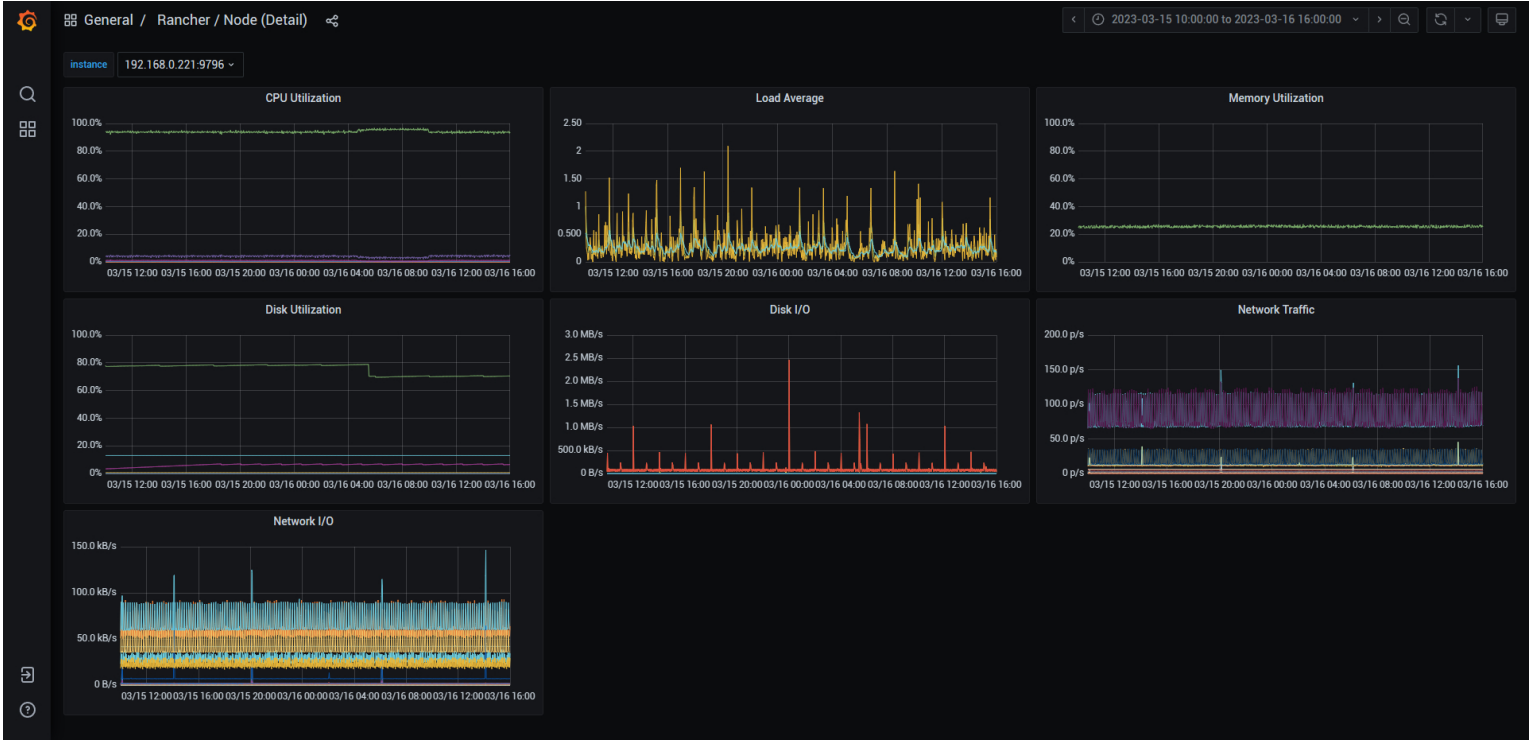 General / Rancher / Node (Detail)
2023-03-15 10:00:00 to 2023-03-16 16:00:00
instance 192.168.0.221:9796
CPU Utilization
100.0%
80.0%
60.0%
40.0%
20.0%
0%
03/15 12:00 03/15 16:00 03/15 20:00 03/16 00:00 03/16 04:00 03/16 08:00 03/16 12:00 03/16 16:00
Load Average
2.50
2
1.50
1
0.500
0
03/15 12:00 03/15 16:00 03/15 20:00 03/16 00:00 03/16 04:00 03/16 08:00 03/16 12:00 03/16 16:00
Memory Utilization
100.0%
80.0%
60.0%
40.0%
20.0%
0%
03/15 12:00 03/15 16:00 03/15 20:00 03/16 00:00 03/16 04:00 03/16 08:00 03/16 12:00 03/16 16:00
Disk Utilization
100.0%
80.0%
60.0%
40.0%
20.0%
0%
03/15 12:00 03/15 16:00 03/15 20:00 03/16 00:00 03/16 04:00 03/16 08:00 03/16 12:00 03/16 16:00
Disk I/O
3.0 MB/s
2.5 MB/s
2.0 MB/s
1.5 MB/s
1.0 MB/s
500.0 kB/s
0 B/s
03/15 12:00 03/15 16:00 03/15 20:00 03/16 00:00 03/16 04:00 03/16 08:00 03/16 12:00 03/16 16:00
Network Traffic
200.0 p/s
150.0 p/s
100.0 p/s
50.0 p/s
0 p/s
03/15 12:00 03/15 16:00 03/15 20:00 03/16 00:00 03/16 04:00 03/16 08:00 03/16 12:00 03/16 16:00
Network I/O
150.0 kB/s
100.0 kB/s
50.0 kB/s
0 B/s
03/15 12:00 03/15 16:00 03/15 20:00 03/16 00:00 03/16 04:00 03/16 08:00 03/16 12:00 03/16 16:00